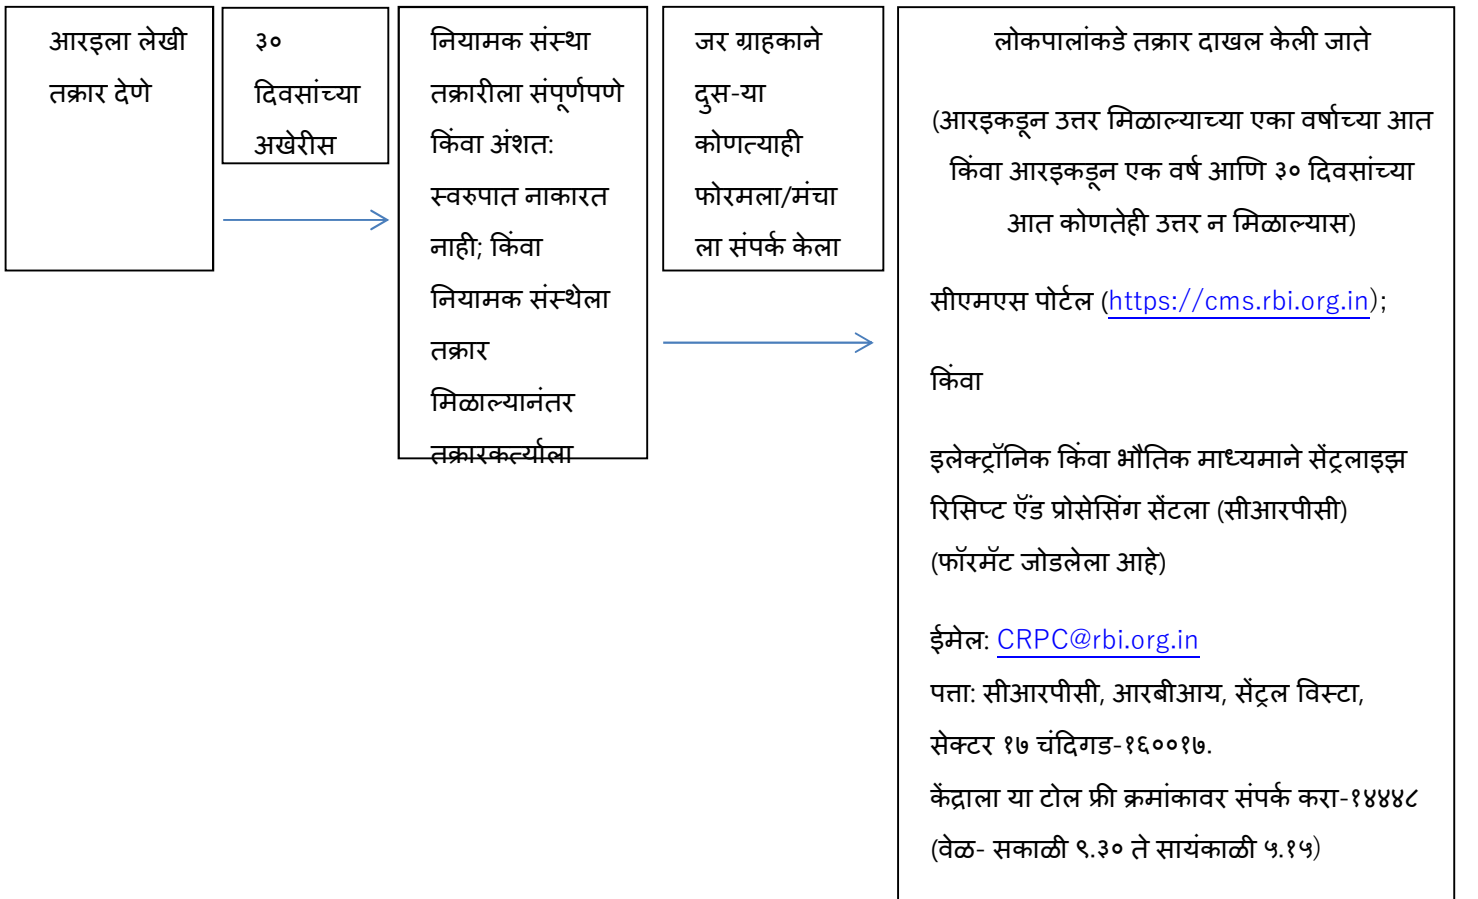 आरइला लेखी
तक्रार देणे
३०
दिवसांच्या
अखेरीस
नियामक संस्था
तक्रारीला संपूर्णपणे
किंवा अंशत:
स्वरुपात नाकारत
नाही; किंवा
नियामक संस्थेला
तक्रार
मिळाल्यानंतर
तक्रारकर्त्याला
जर ग्राहकाने
दुस-या
कोणत्याही
फोरमला/मंचा
ला संपर्क केला
लोकपालांकडे तक्रार दाखल केली जाते
(आरइकडून उत्तर मिळाल्याच्या एका वर्षाच्या आत
किंवा आरइकडून एक वर्ष आणि ३० दिवसांच्या
आत कोणतेही उत्तर न मिळाल्यास)
सीएमएस पोर्टल (https://cms.rbi.org.in);
किंवा
इलेक्ट्रॉनिक किंवा भौतिक माध्यमाने सेंट्रलाइझ
रिसिप्ट ऍंड प्रोसेसिंग सेंटला (सीआरपीसी)
(फॉरमॅट जोडलेला आहे)
ईमेल: CRPC@rbi.org.in
पत्ता: सीआरपीसी, आरबीआय, सेंट्रल विस्टा,
सेक्टर १७ चंदिगड-१६००१७.
केंद्राला या टोल फ्री क्रमांकावर संपर्क करा-१४४४८
(वेळ- सकाळी ९.३० ते सायंकाळी ५.१५)